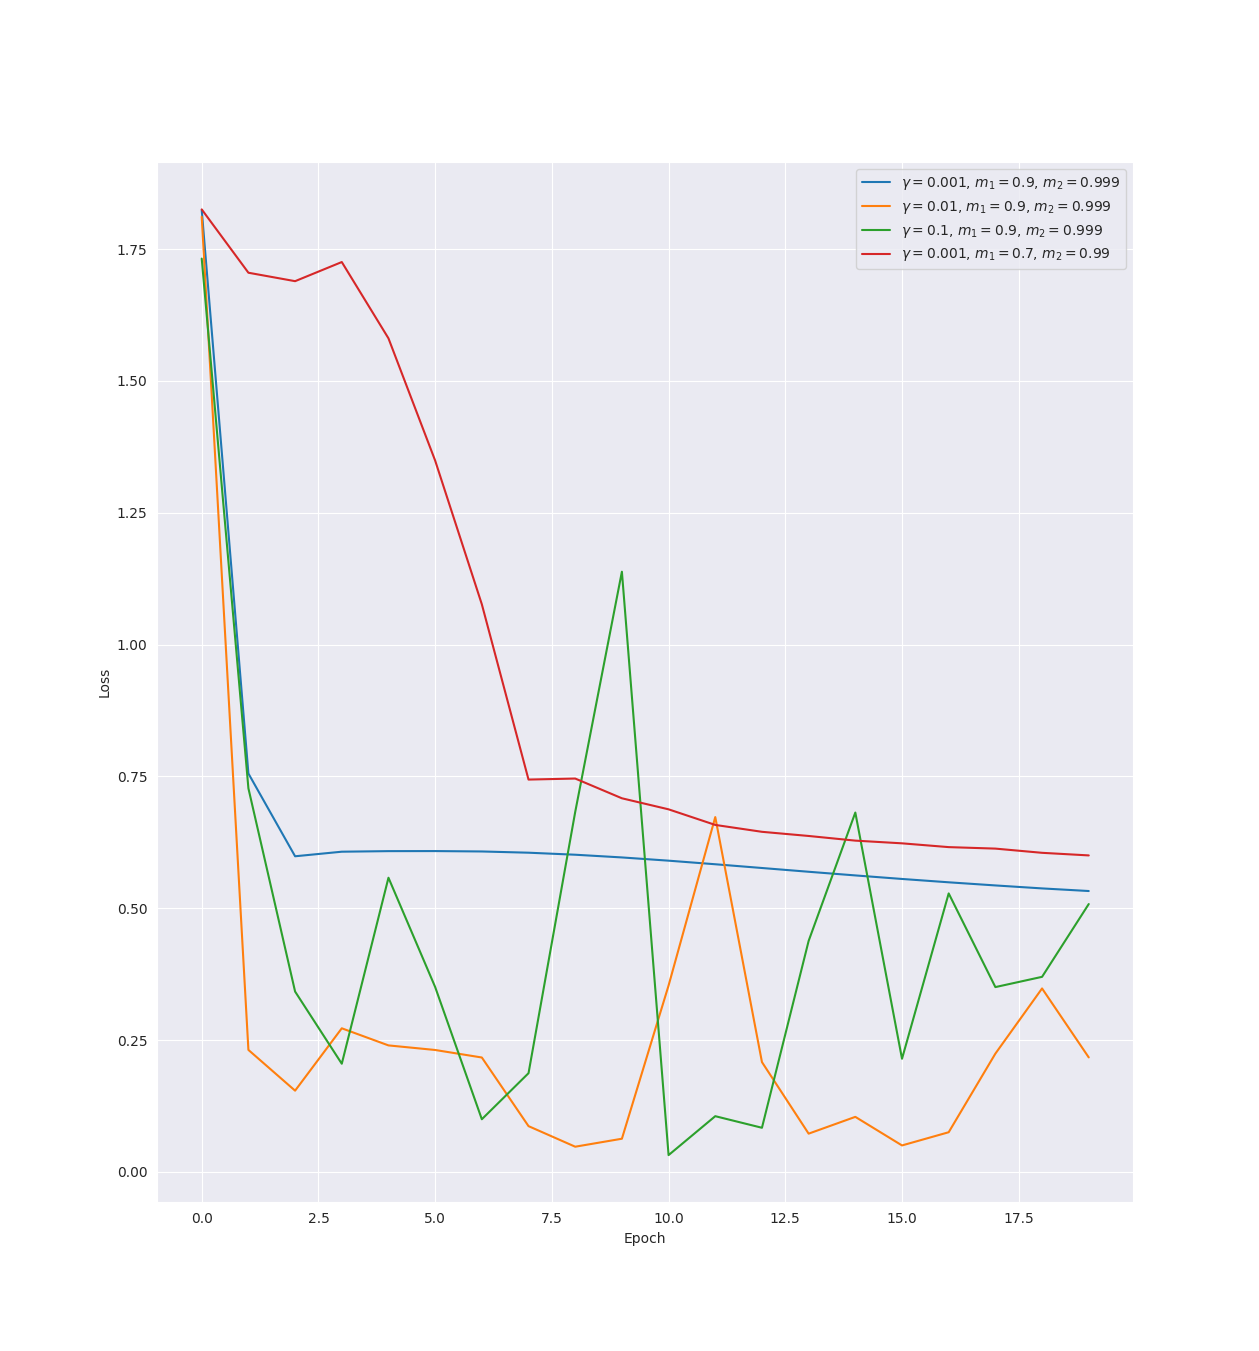 γ = 0.001, m₁ = 0.9, m₂ = 0.999
γ = 0.01, m₁ = 0.9, m₂ = 0.999
γ = 0.1, m₁ = 0.9, m₂ = 0.999
γ = 0.001, m₁ = 0.7, m₂ = 0.99
1.75
1.50
1.25
1.00
0.75
0.50
0.25
0.00
Loss
0.0 2.5 5.0 7.5 10.0 12.5 15.0 17.5
Epoch